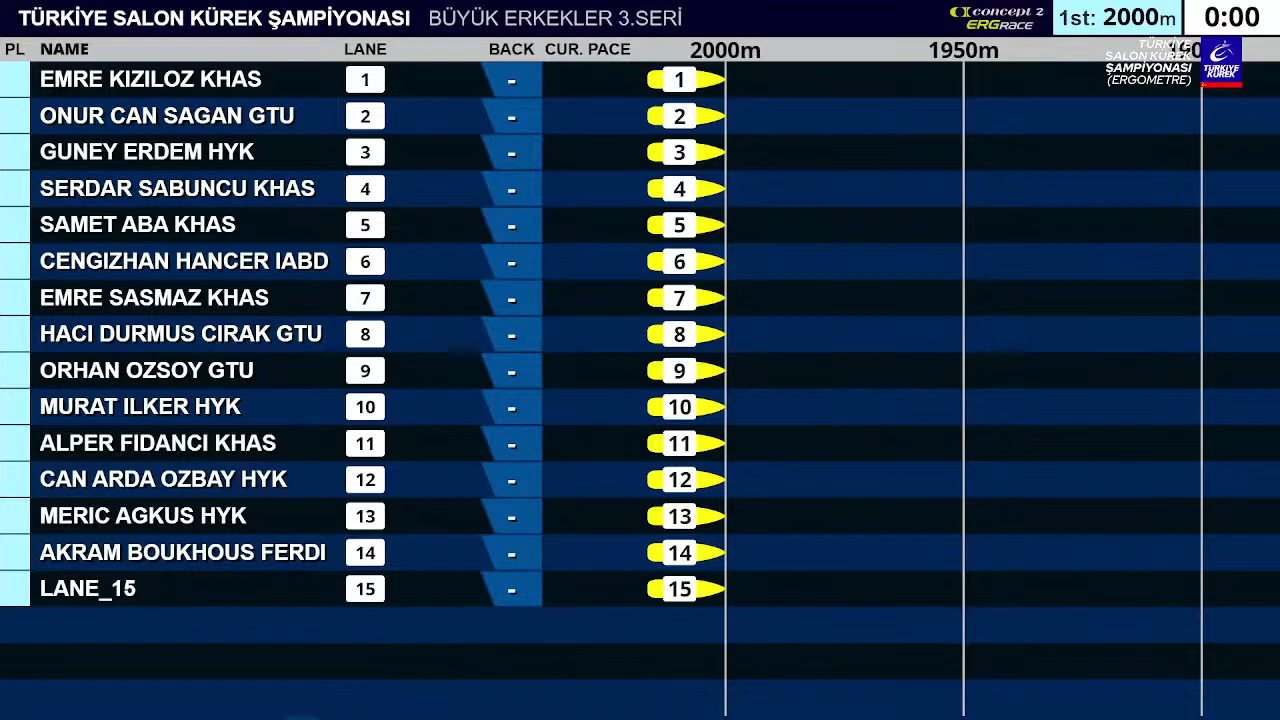 TÜRKİYE SALON KÜREK ŞAMPİYONASI BÜYÜK ERKEKLER 3.SERİ concept 2 ERGRACE 1st: 2000m 0:00
PL NAME LANE BACK CUR. PACE 2000m 1950m
TÜRKİYE
SALON KÜREK
ŞAMPİYONASI
(ERGOMETRE)
TÜRKİYE
KÜREK
EMRE KIZILOZ KHAS 1 - 1
ONUR CAN SAGAN GTU 2 - 2
GUNEY ERDEM HYK 3 - 3
SERDAR SABUNCU KHAS 4 - 4
SAMET ABA KHAS 5 - 5
CENGIZHAN HANCER IABD 6 - 6
EMRE SASMAZ KHAS 7 - 7
HACI DURMUS CIRAK GTU 8 - 8
ORHAN OZSOY GTU 9 - 9
MURAT ILKER HYK 10 - 10
ALPER FIDANCI KHAS 11 - 11
CAN ARDA OZBAY HYK 12 - 12
MERIC AGKUS HYK 13 - 13
AKRAM BOUKHOUS FERDI 14 - 14
LANE_15 15 - 15